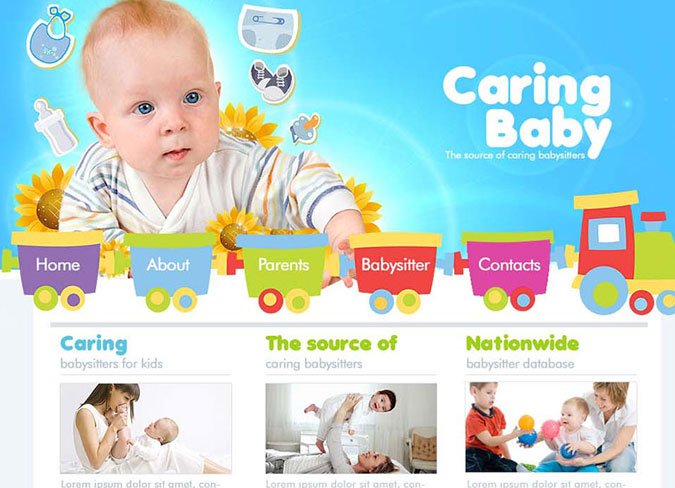 Caring
Baby
The source of caring babysitters
Home
About
Parents
Babysitter
Contacts
Caring
babysitters for kids
The source of
caring babysitters
Nationwide
babysitter database
Lorem ipsum dolor sit amet, con-
Lorem ipsum dolor sit amet, con-
Lorem ipsum dolor sit amet, con-